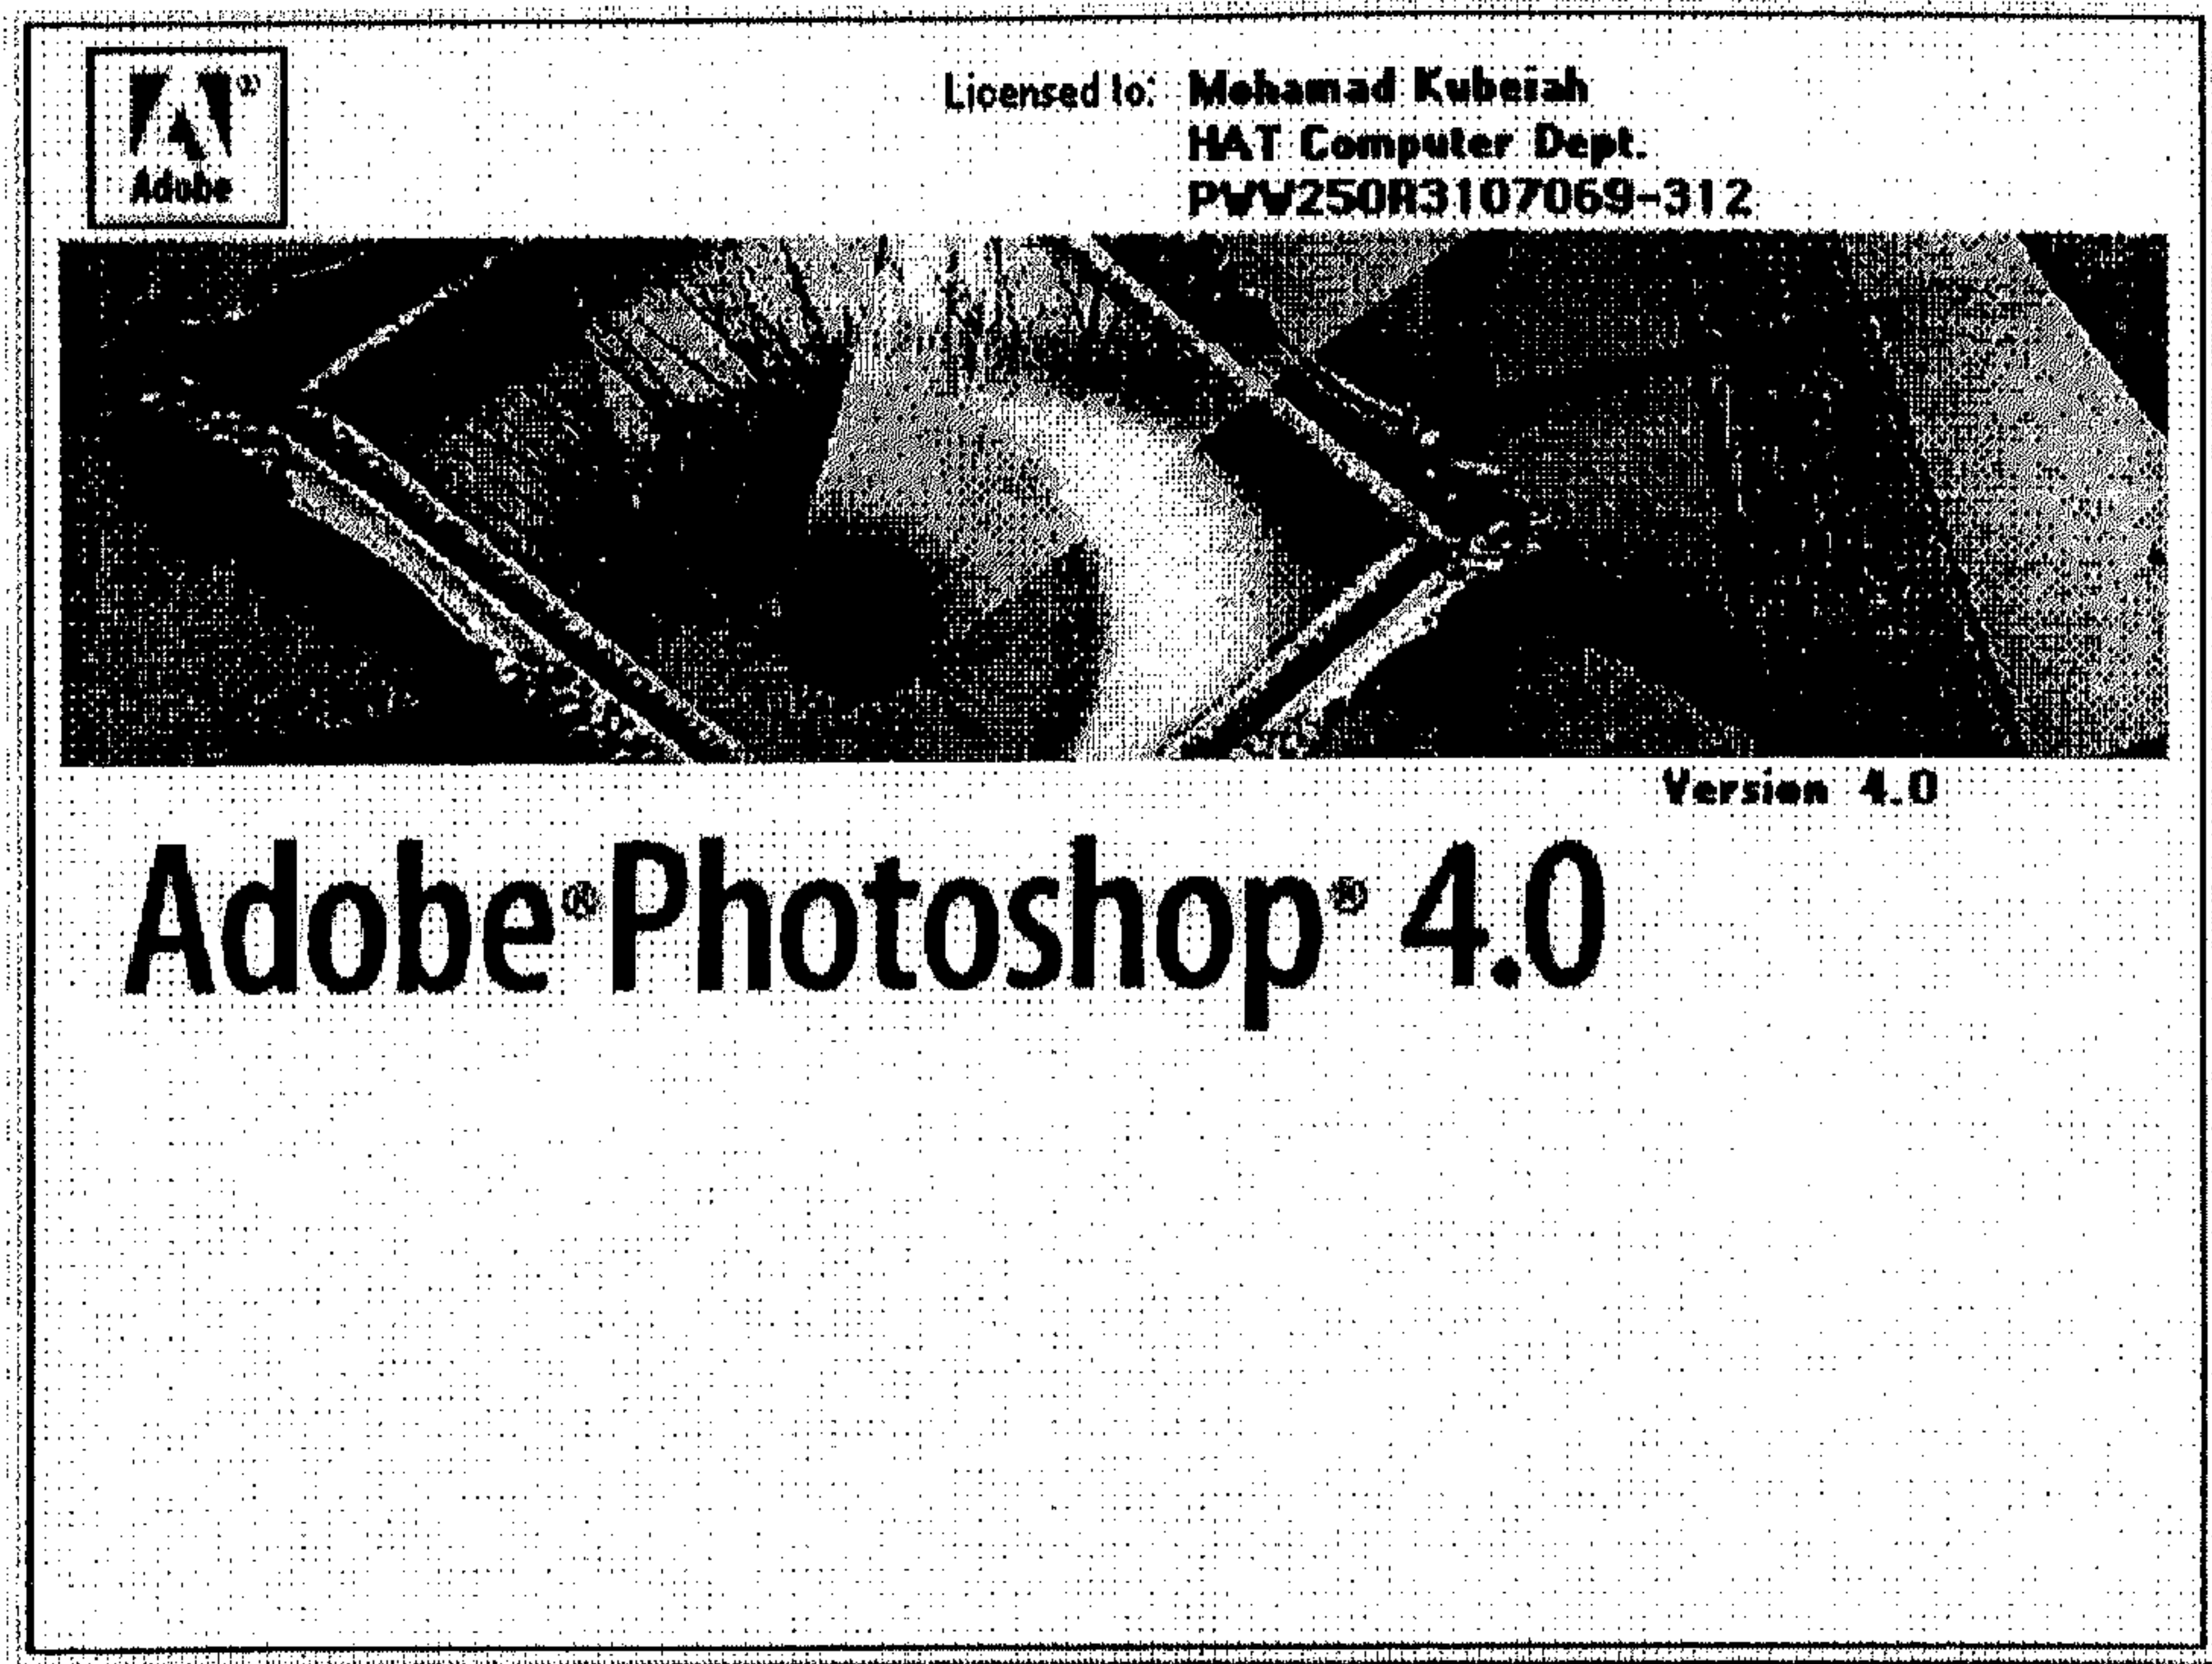 Adobe
Licensed to: Mohamad Kubeiah
HAT Computer Dept.
PWW250R3107069-312
Version 4.0
Adobe® Photoshop® 4.0